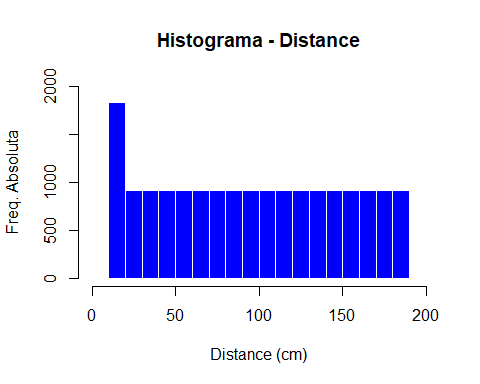 Histograma - Distance
Freq. Absoluta
2000
1000
500
0
0 50 100 150 200
Distance (cm)